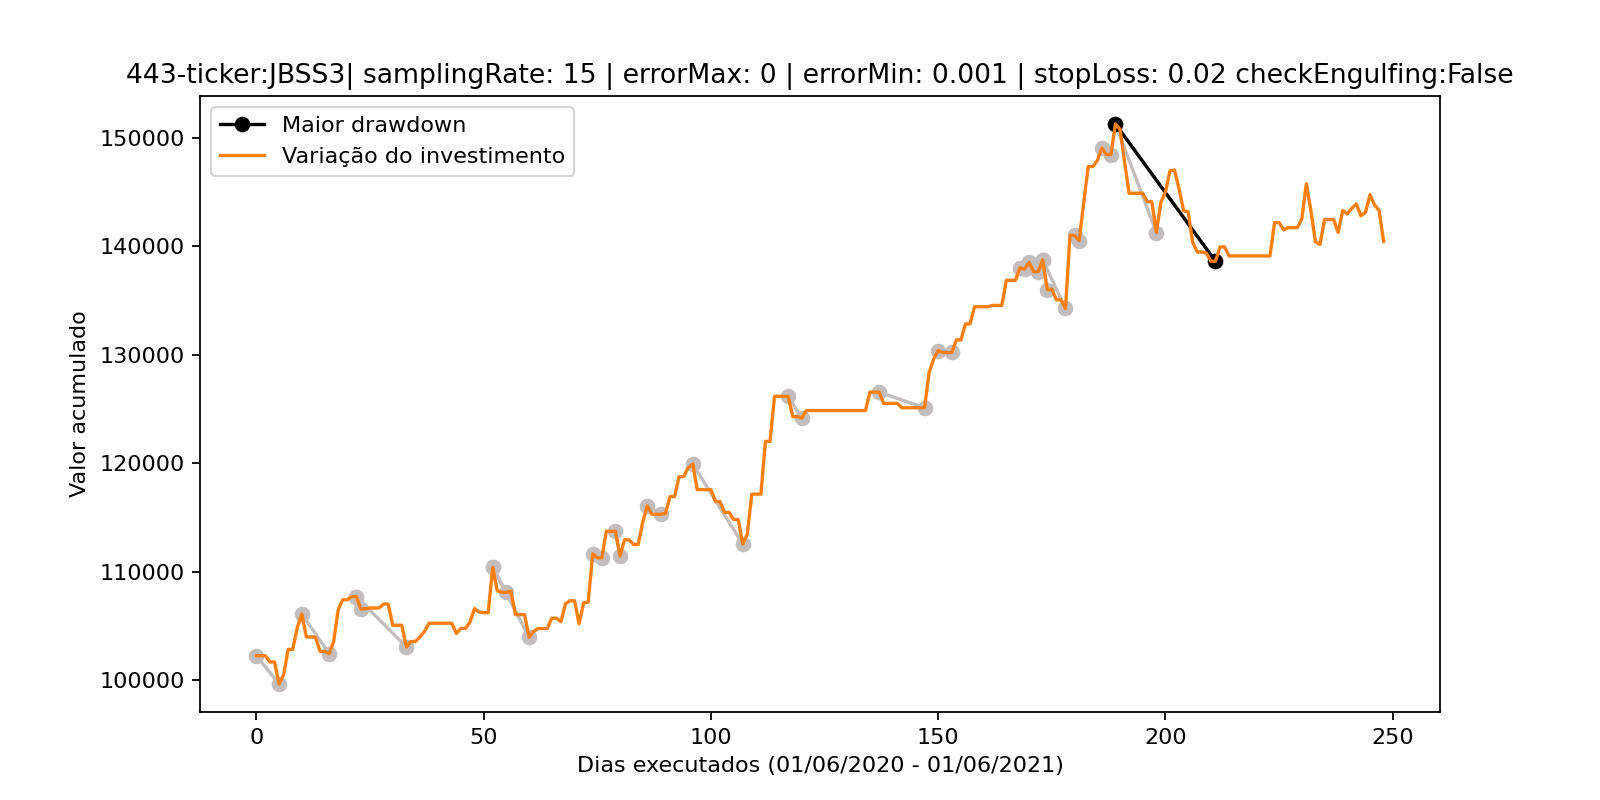 443-ticker:JBSS3| samplingRate: 15 | errorMax: 0 | errorMin: 0.001 | stopLoss: 0.02 checkEngulfing:False
Maior drawdown
Variação do investimento
Valor acumulado
150000
140000
130000
120000
110000
100000
0 50 100 150 200 250
Dias executados (01/06/2020 - 01/06/2021)